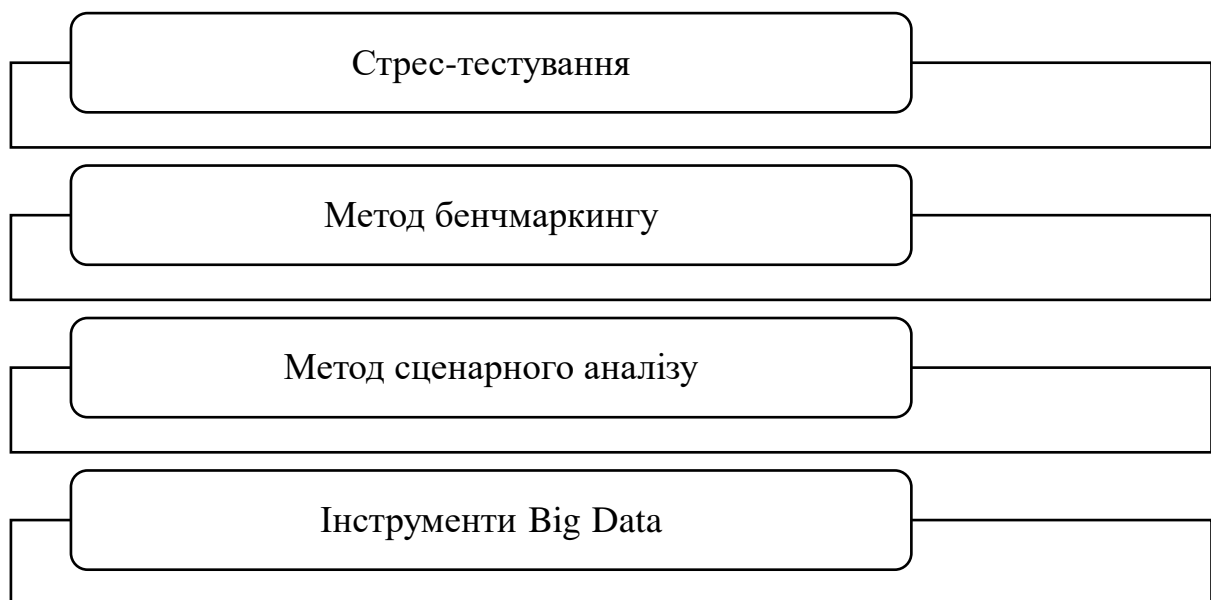 Стрес-тестування
Метод бенчмаркингу
Метод сценарного аналізу
Інструменти Big Data